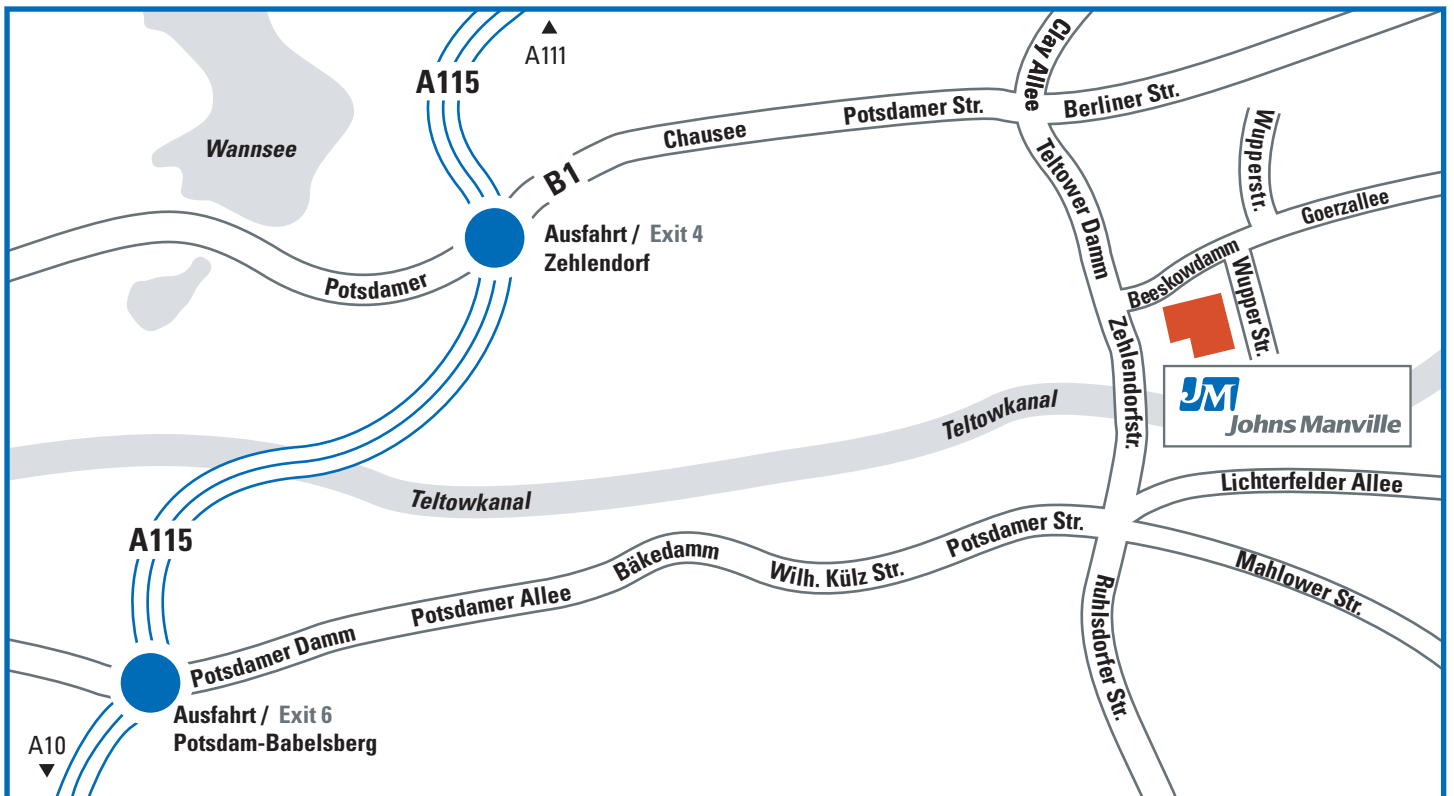 A111
A115
Clay Allee
Wannsee
B1
Chausee
Potsdamer Str.
Berliner Str.
Teltower Damm
Wupperstr.
Goerzallee
Ausfahrt / Exit 4
Zehlendorf
Potsdamer
Beeskowdamm
Wupper Str.
Zehlendorfstr.
JM
Johns Manville
Teltowkanal
Teltowkanal
Lichterfelder Allee
A115
Potsdamer Damm
Potsdamer Allee
Bäkedamm
Wilh. Külz Str.
Potsdamer Str.
Mahlower Str.
Ruhlsdorfer Str.
Ausfahrt / Exit 6
Potsdam-Babelsberg
A10